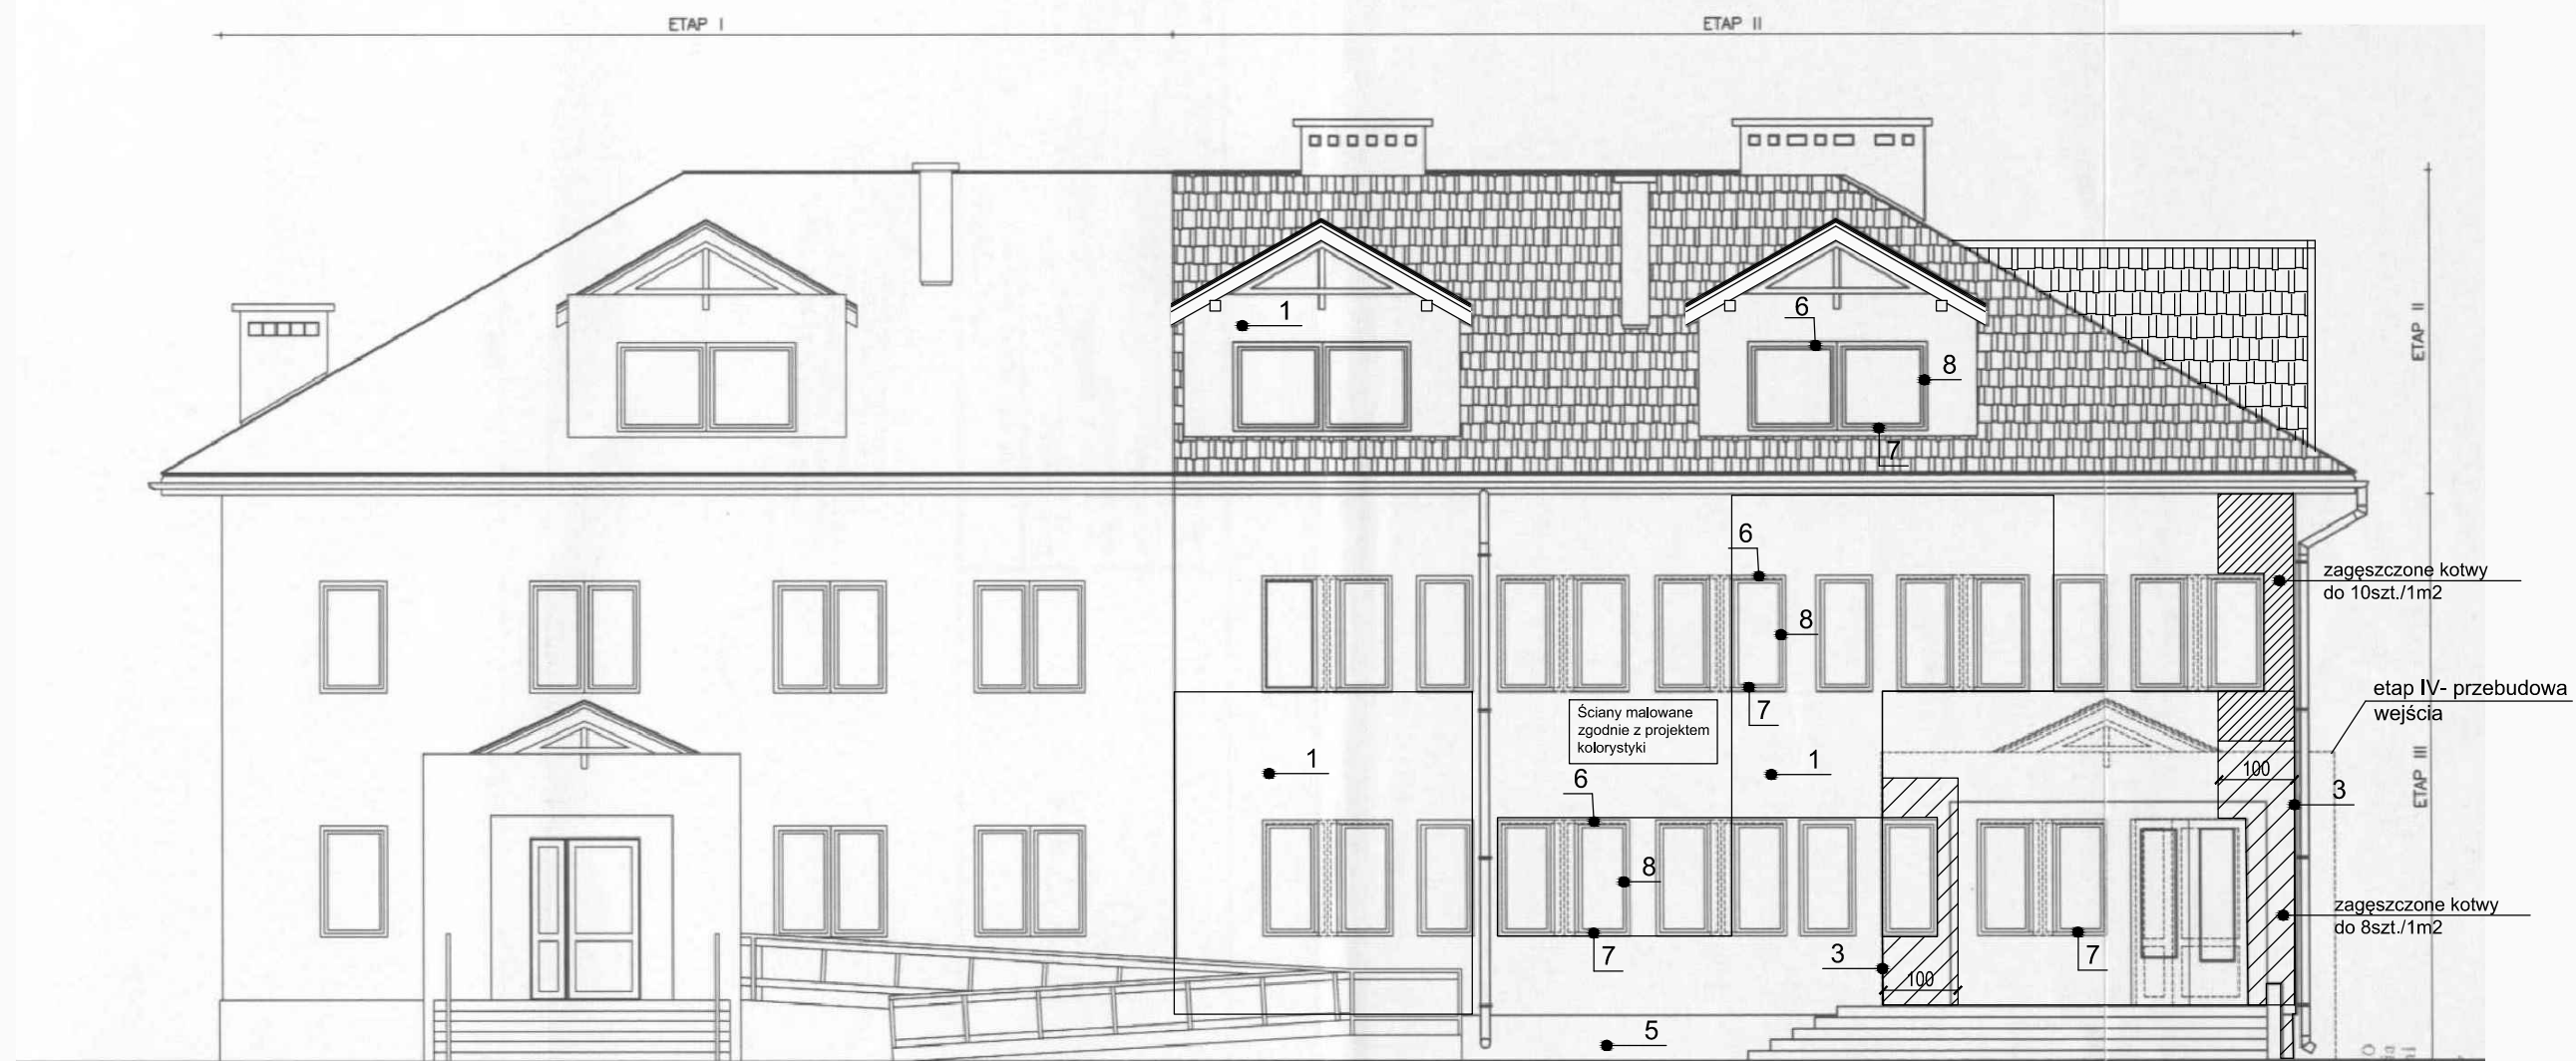 ETAP I
ETAP II
ETAP II
1
6
8
7
6
8
7
zagęszczone kotwy
do 10szt./1m2
etap IV- przebudowa
wejścia
Ściany malowane
zgodnie z projektem
kolorystyki
1
1
6
100
3
ETAP III
8
7
3
100
7
zagęszczone kotwy
do 8szt./1m2
5